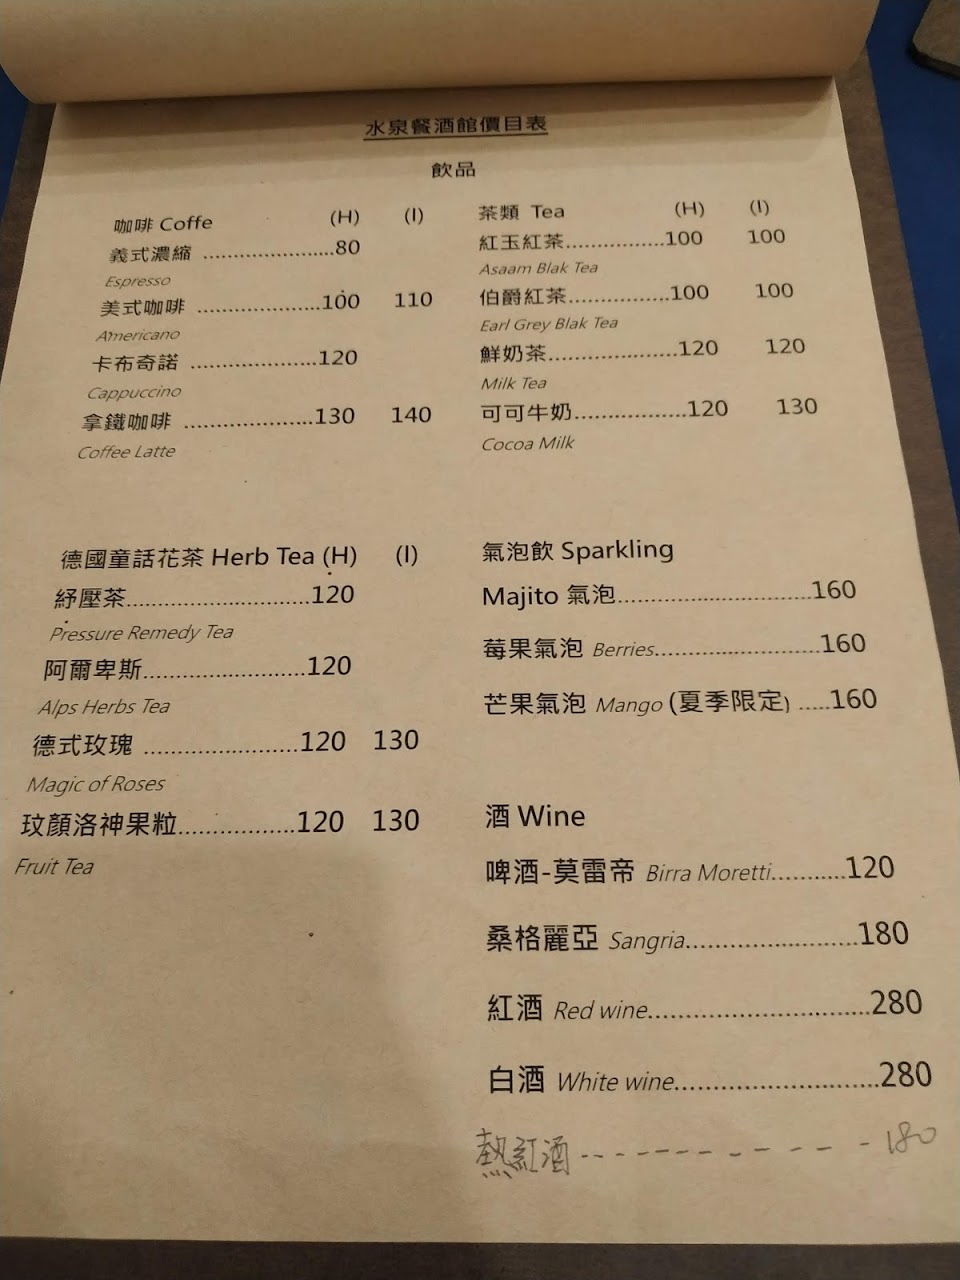 水泉餐酒館價目表
飲品
咖啡 Coffe (H) (I)
義式濃縮 ........................80
Espresso
美式咖啡 ......................100 110
Americano
卡布奇諾 ......................120
Cappuccino
拿鐵咖啡 ......................130 140
Coffee Latte
茶類 Tea (H) (I)
紅玉紅茶..................100 100
Asaam Blak Tea
伯爵紅茶..................100 100
Earl Grey Blak Tea
鮮奶茶.......................120 120
Milk Tea
可可牛奶....................120 130
Cocoa Milk
德國童話花茶 Herb Tea (H) (I)
紓壓茶...............................120
Pressure Remedy Tea
阿爾卑斯...........................120
Alps Herbs Tea
德式玫瑰 ..........................120 130
Magic of Roses
玟顏洛神果粒...................120 130
Fruit Tea
氣泡飲 Sparkling
Majito 氣泡...............................160
莓果氣泡 Berries..........................160
芒果氣泡 Mango (夏季限定) .....160
酒 Wine
啤酒-莫雷帝 Birra Moretti...........120
桑格麗亞 Sangria..........................180
紅酒 Red wine.................................280
白酒 White wine..............................280
熱紅酒 - - - - - - - - - - - - 180